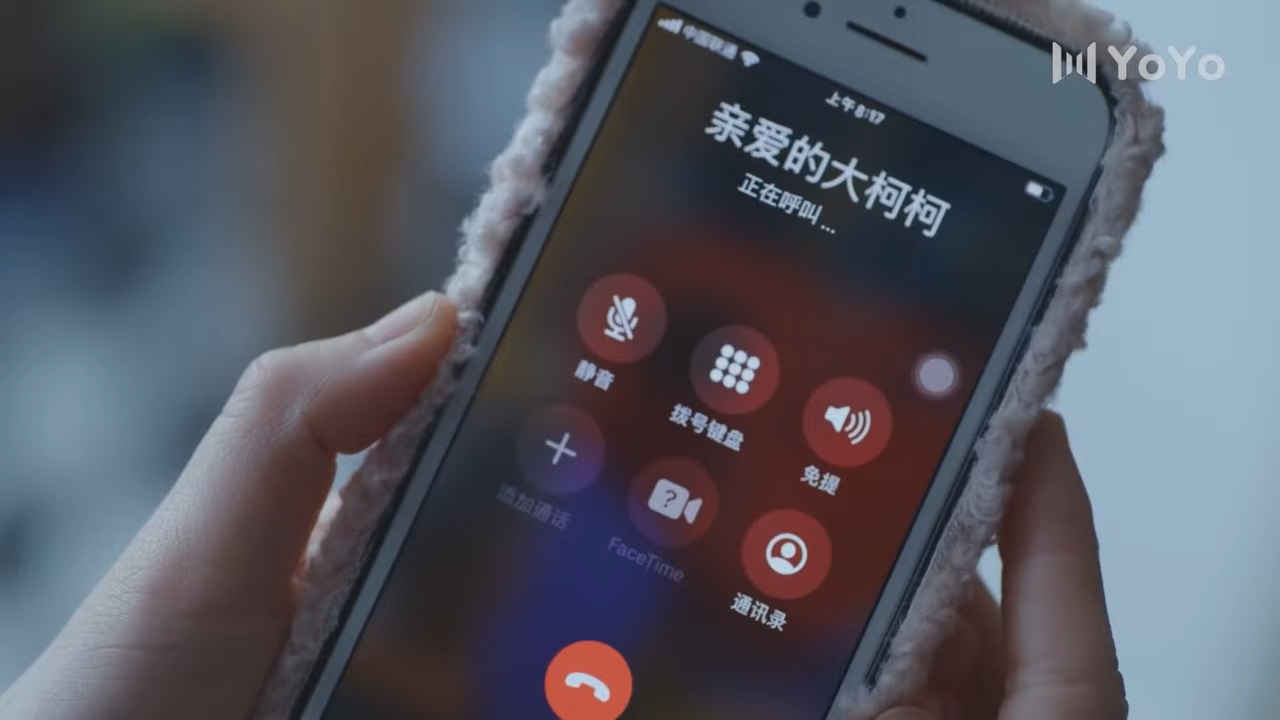 YoYo
中国联通
上午8:17
亲爱的大柯柯
正在呼叫...
静音
拨号键盘
免提
添加通话
FaceTime
通讯录